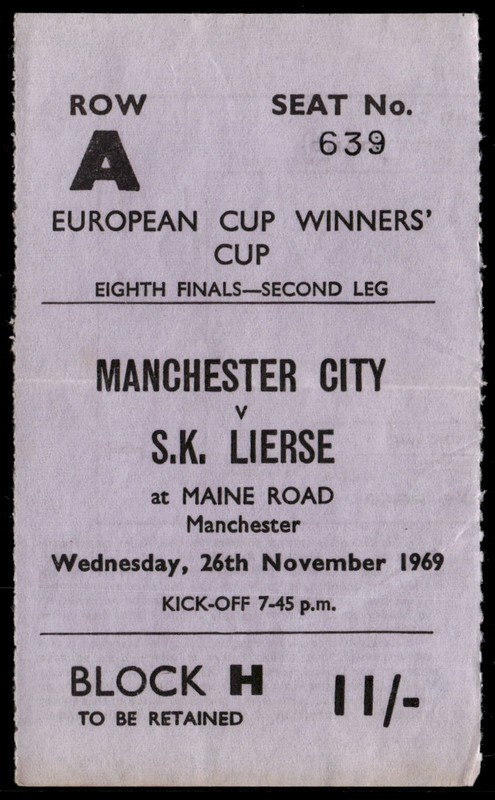 ROW SEAT No.
A 639
EUROPEAN CUP WINNERS'
CUP
EIGHTH FINALS—SECOND LEG
MANCHESTER CITY
v
S.K. LIERSE
at MAINE ROAD
Manchester
Wednesday, 26th November 1969
KICK-OFF 7-45 p.m.
BLOCK H 11/-
TO BE RETAINED